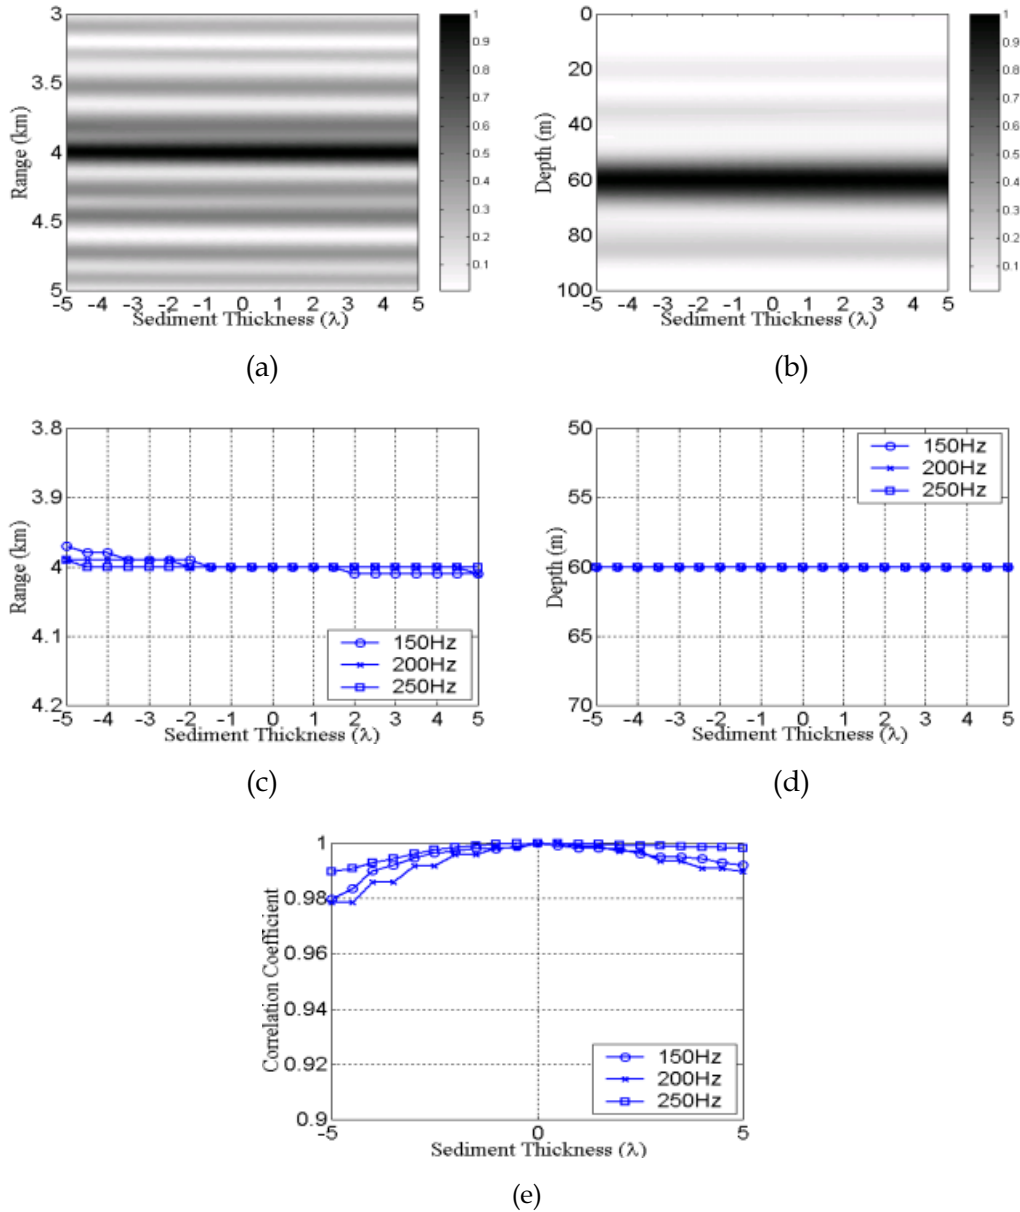 3
3.5
4
4.5
5
Range (km)
-5 -4 -3 -2 -1 0 1 2 3 4 5
Sediment Thickness (λ)
1
0.9
0.8
0.7
0.6
0.5
0.4
0.3
0.2
0.1
(a)
0
20
40
60
80
100
Depth (m)
-5 -4 -3 -2 -1 0 1 2 3 4 5
Sediment Thickness (λ)
1
0.9
0.8
0.7
0.6
0.5
0.4
0.3
0.2
0.1
(b)
3.8
3.9
4
4.1
4.2
Range (km)
150Hz
200Hz
250Hz
-5 -4 -3 -2 -1 0 1 2 3 4 5
Sediment Thickness (λ)
(c)
50
55
60
65
70
Depth (m)
150Hz
200Hz
250Hz
-5 -4 -3 -2 -1 0 1 2 3 4 5
Sediment Thickness (λ)
(d)
1
0.98
0.96
0.94
0.92
0.9
Correlation Coefficient
150Hz
200Hz
250Hz
-5 0 5
Sediment Thickness (λ)
(e)